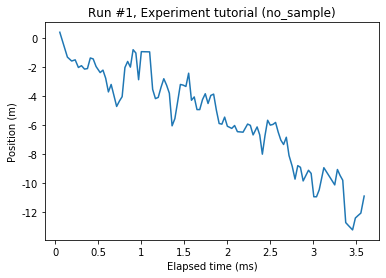 Run #1, Experiment tutorial (no_sample)
Position (m)
0
-2
-4
-6
-8
-10
-12
0 0.5 1 1.5 2 2.5 3 3.5
Elapsed time (ms)